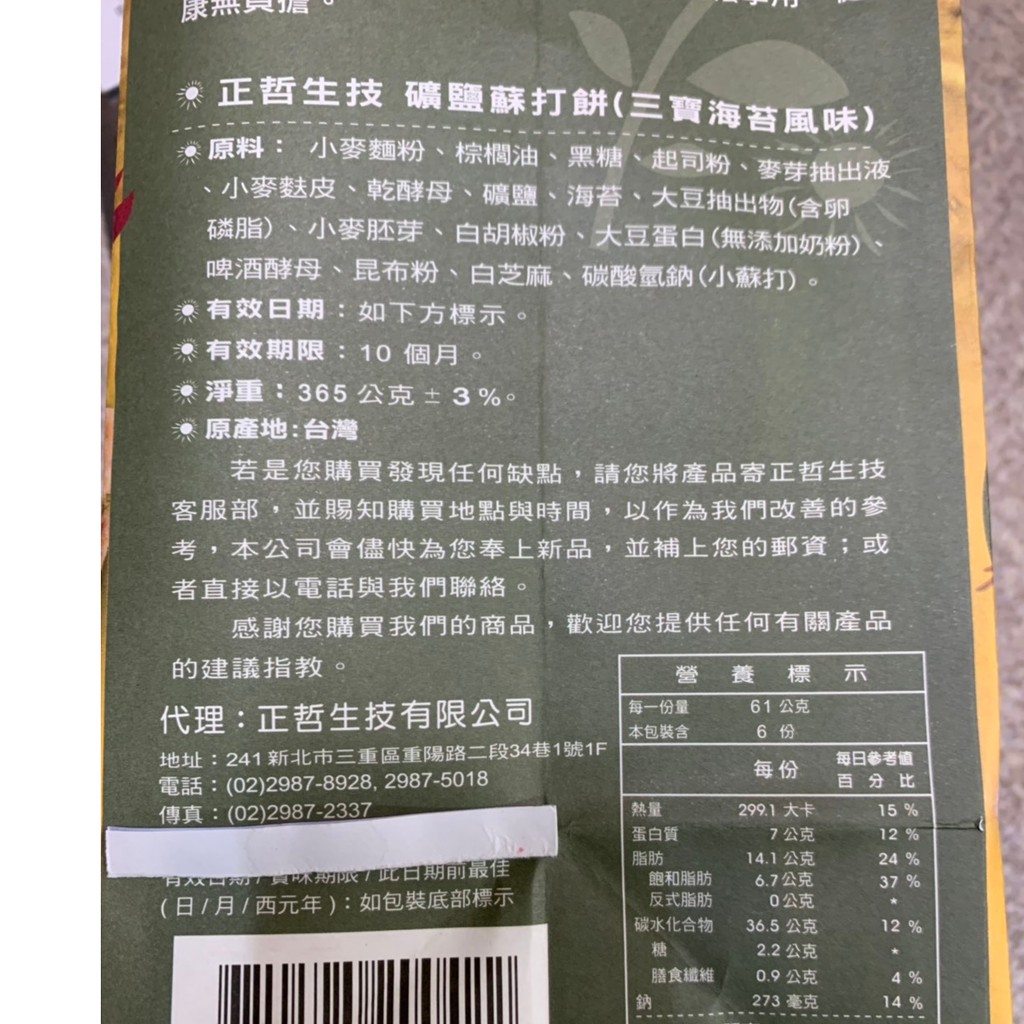 康無負擔。
正哲生技 礦鹽蘇打餅(三寶海苔風味)
原料： 小麥麵粉、棕櫚油、黑糖、起司粉、麥芽抽出液
、小麥麩皮、乾酵母、礦鹽、海苔、大豆抽出物(含卵
磷脂)、小麥胚芽、白胡椒粉、大豆蛋白(無添加奶粉)、
啤酒酵母、昆布粉、白芝麻、碳酸氫鈉(小蘇打)。
有效日期：如下方標示。
有效期限：10 個月。
淨重：365 公克 ± 3 %。
原產地:台灣
若是您購買發現任何缺點，請您將產品寄正哲生技
客服部，並賜知購買地點與時間，以作為我們改善的參
考，本公司會儘快為您奉上新品，並補上您的郵資；或
者直接以電話與我們聯絡。
感謝您購買我們的商品，歡迎您提供任何有關產品
的建議指教。
代理：正哲生技有限公司
地址：241 新北市三重區重陽路二段34巷1號1F
電話：(02)2987-8928, 2987-5018
傳真：(02)2987-2337
有效日期/賞味期限/此日期前最佳
(日/月/西元年)：如包裝底部標示
營 養 標 示
每一份量 61 公克
本包裝含 6 份
每份 每日參考值百分比
熱量 299.1 大卡 15 %
蛋白質 7 公克 12 %
脂肪 14.1 公克 24 %
飽和脂肪 6.7 公克 37 %
反式脂肪 0 公克 *
碳水化合物 36.5 公克 12 %
糖 2.2 公克 *
膳食纖維 0.9 公克 4 %
鈉 273 毫克 14 %